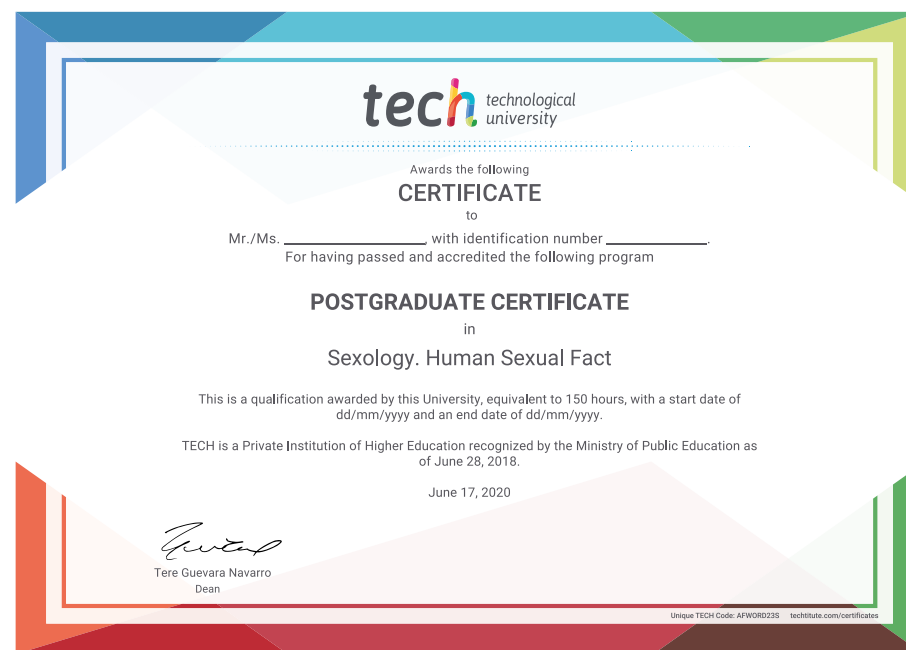 tech technological
university
Awards the following
CERTIFICATE
to
Mr./Ms. ____________, with identification number _________.
For having passed and accredited the following program
POSTGRADUATE CERTIFICATE
in
Sexology. Human Sexual Fact
This is a qualification awarded by this University, equivalent to 150 hours, with a start date of
dd/mm/yyyy and an end date of dd/mm/yyyy.
TECH is a Private Institution of Higher Education recognized by the Ministry of Public Education as
of June 28, 2018.
June 17, 2020
Tere Guevara Navarro
Dean
Unique TECH Code: AFWORD23S techtitute.com/certificates